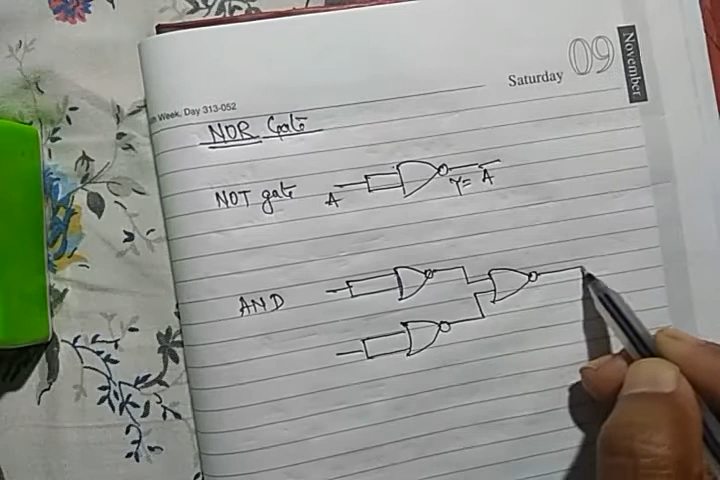 November
09
Saturday
Week, Day 313-052
NOR Gate
NOT gate
A
Y= A̅
AND